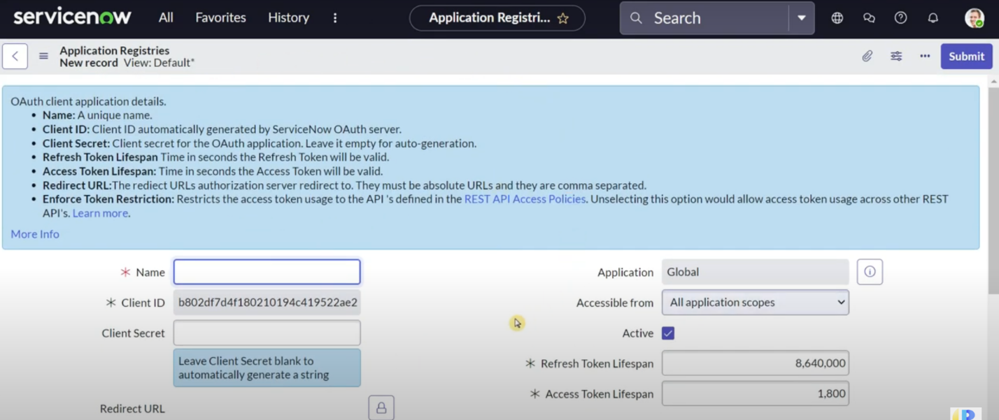 servicenow All Favorites History Application Registri... Search
Application Registries
New record View: Default*
Submit
OAuth client application details.
• Name: A unique name.
• Client ID: Client ID automatically generated by ServiceNow OAuth server.
• Client Secret: Client secret for the OAuth application. Leave it empty for auto-generation.
• Refresh Token Lifespan Time in seconds the Refresh Token will be valid.
• Access Token Lifespan: Time in seconds the Access Token will be valid.
• Redirect URL:The rediect URLs authorization server redirect to. They must be absolute URLs and they are comma separated.
• Enforce Token Restriction: Restricts the access token usage to the API 's defined in the REST API Access Policies. Unselecting this option would allow access token usage across other REST
API's. Learn more.
More Info
* Name
Application Global
* Client ID b802df7d4f180210194c419522ae2
Accessible from All application scopes
Client Secret
Active
Leave Client Secret blank to
automatically generate a string
* Refresh Token Lifespan 8,640,000
* Access Token Lifespan 1,800
Redirect URL